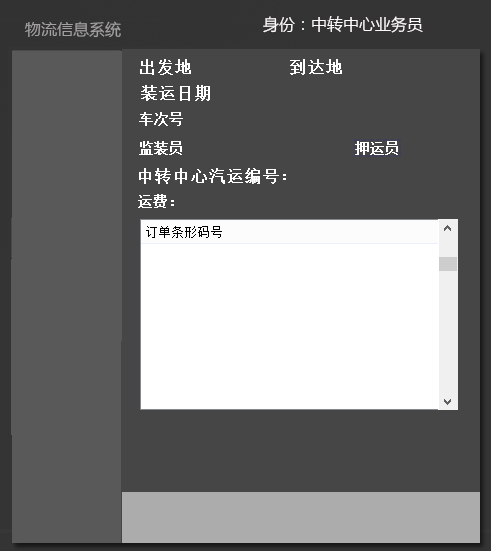 物流信息系统 身份：中转中心业务员
出发地 到达地
装运日期
车次号
监装员 押运员
中转中心汽运编号：
运费：
订单条形码号